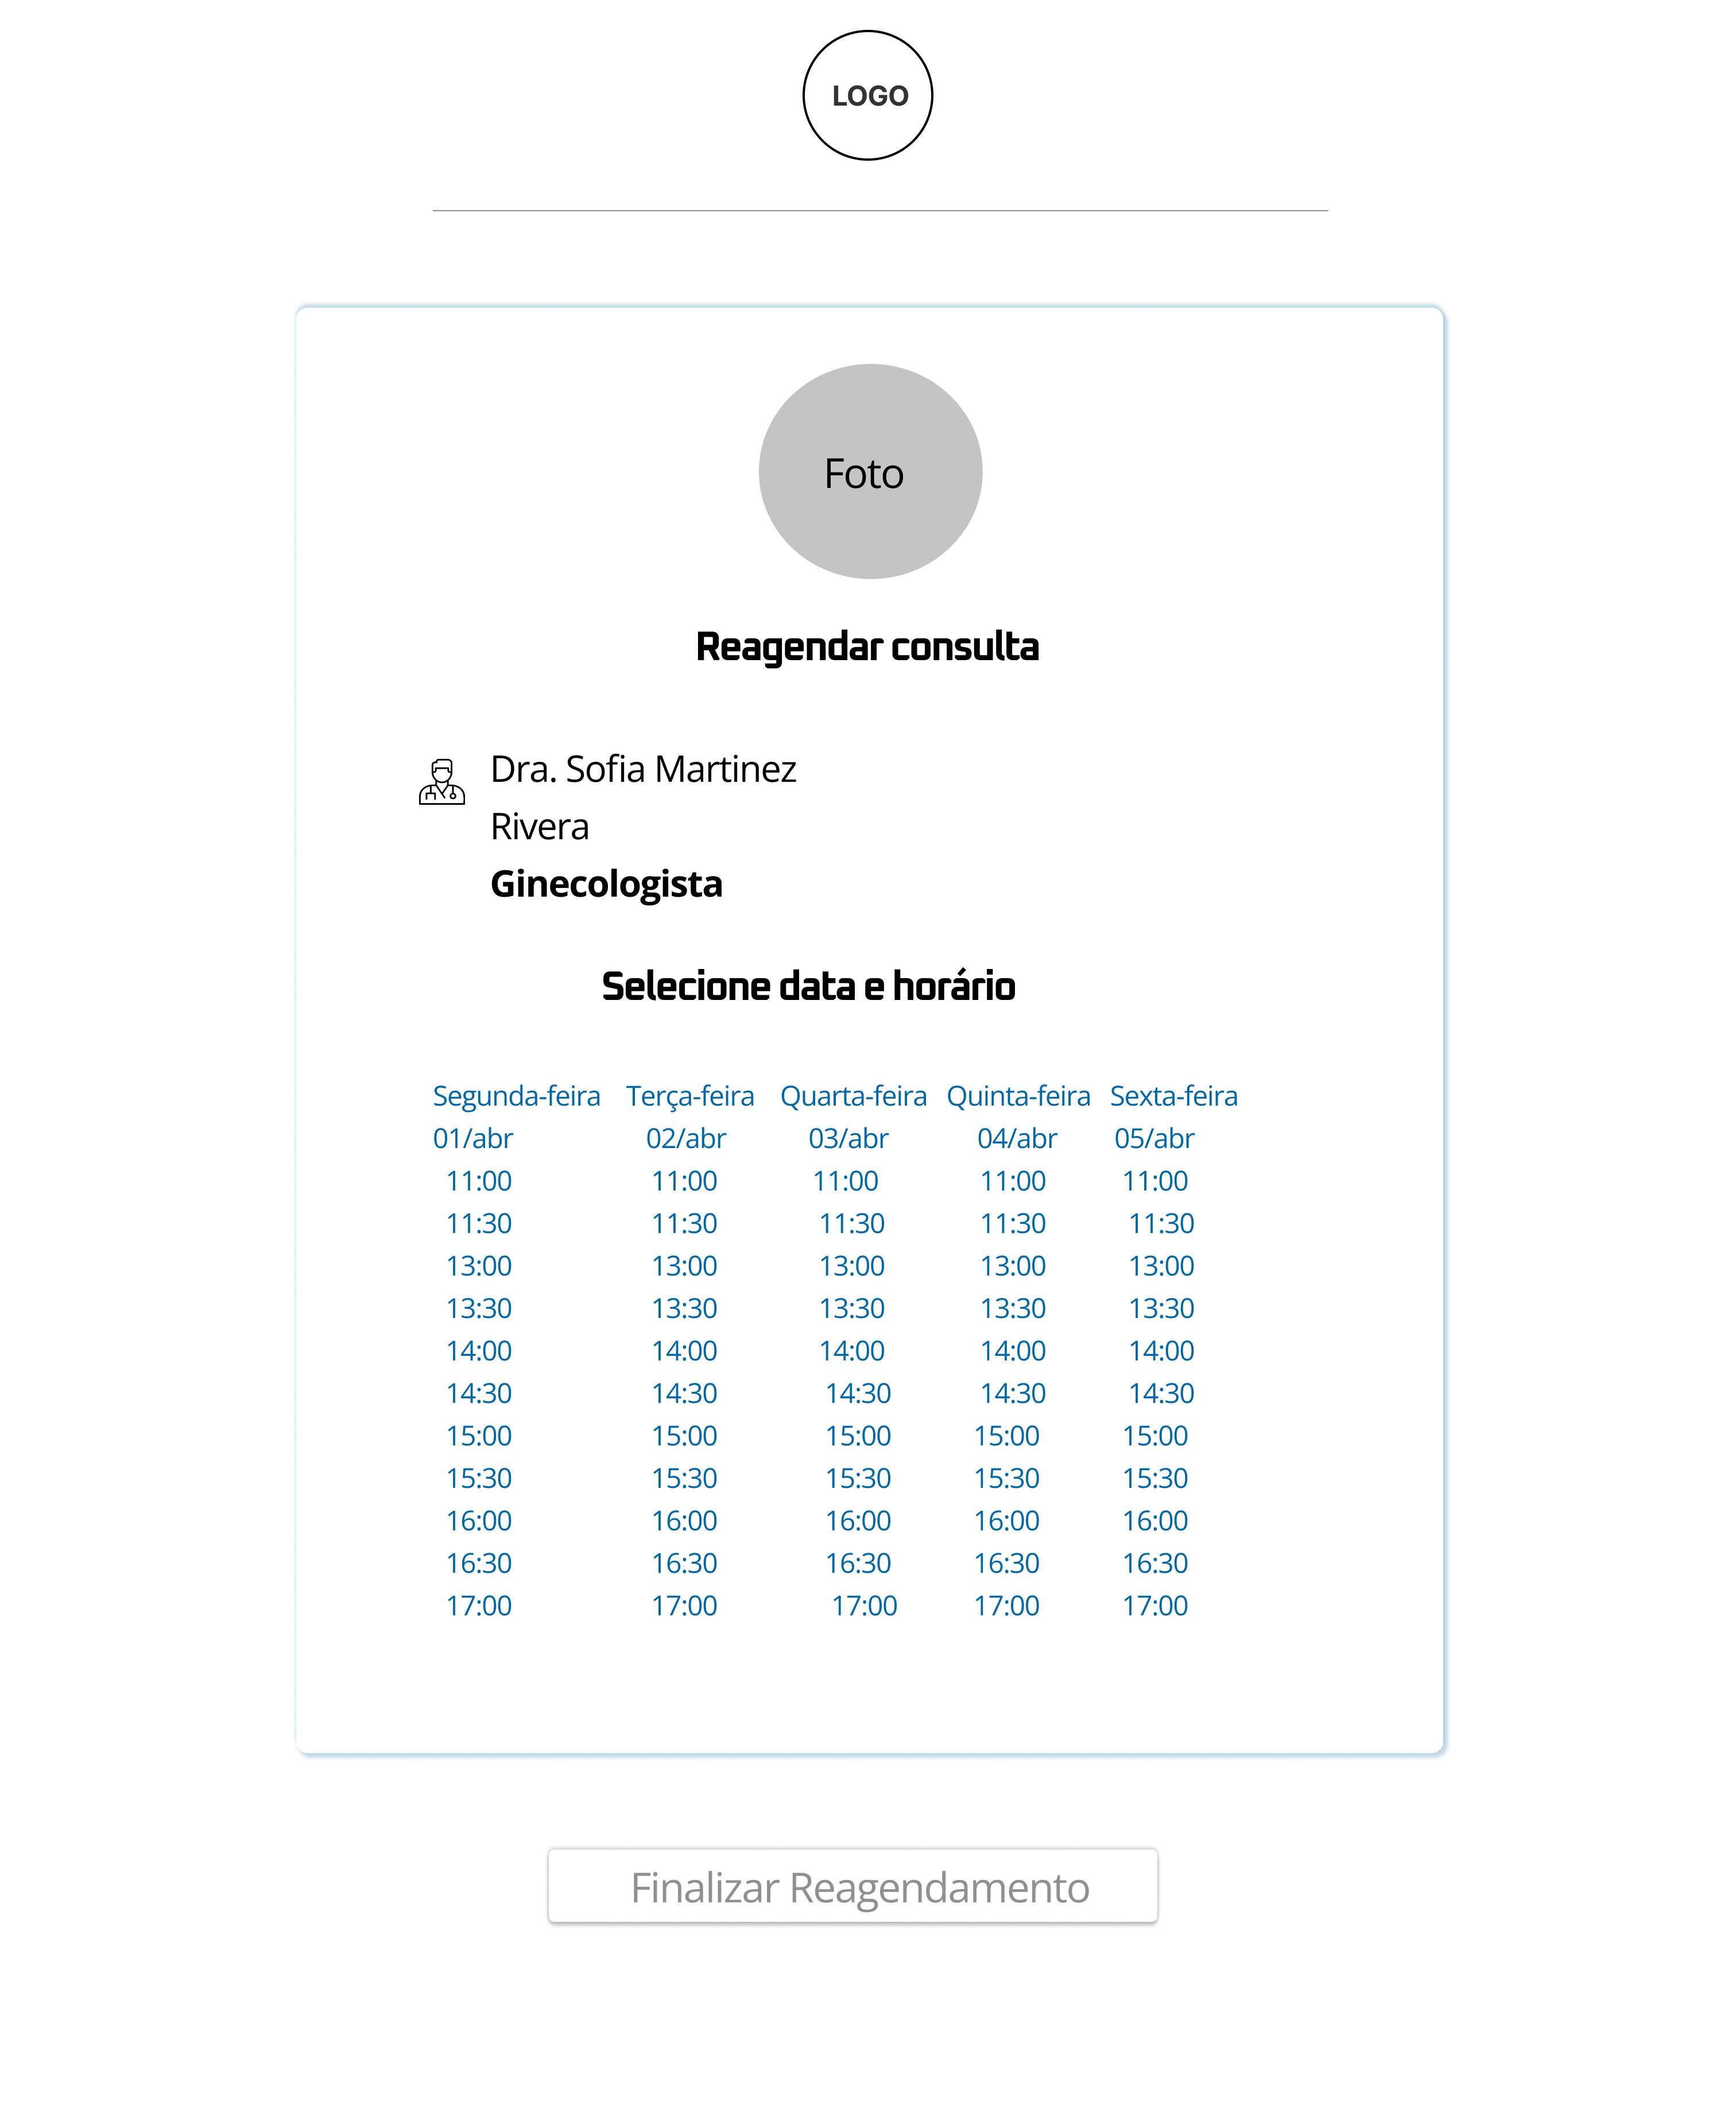 LOGO
Foto
Reagendar consulta
Dra. Sofia Martinez
Rivera
Ginecologista
Selecione data e horário
Segunda-feira Terça-feira Quarta-feira Quinta-feira Sexta-feira
01/abr 02/abr 03/abr 04/abr 05/abr
11:00 11:00 11:00 11:00 11:00
11:30 11:30 11:30 11:30 11:30
13:00 13:00 13:00 13:00 13:00
13:30 13:30 13:30 13:30 13:30
14:00 14:00 14:00 14:00 14:00
14:30 14:30 14:30 14:30 14:30
15:00 15:00 15:00 15:00 15:00
15:30 15:30 15:30 15:30 15:30
16:00 16:00 16:00 16:00 16:00
16:30 16:30 16:30 16:30 16:30
17:00 17:00 17:00 17:00 17:00
Finalizar Reagendamento